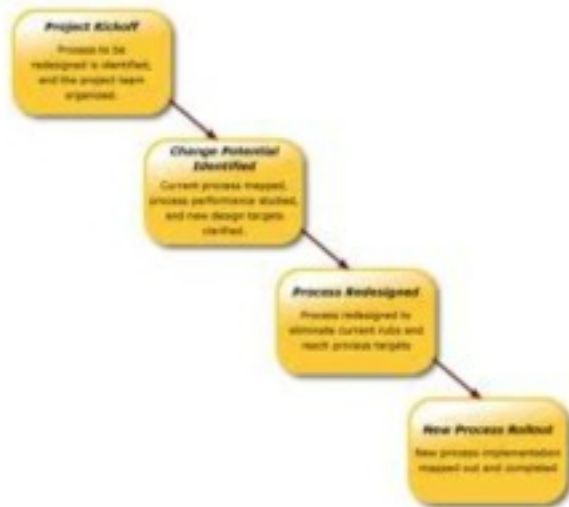 Project Kickoff
Process to be
redesigned is identified,
and the project team
organized.
Change Potential
Identified
Current process mapped,
process performance studied,
and new design targets
clarified.
Process Redesigned
Process redesigned to
eliminate current rubs and
reach process targets
New Process Rollout
New process implementation
mapped out and completed